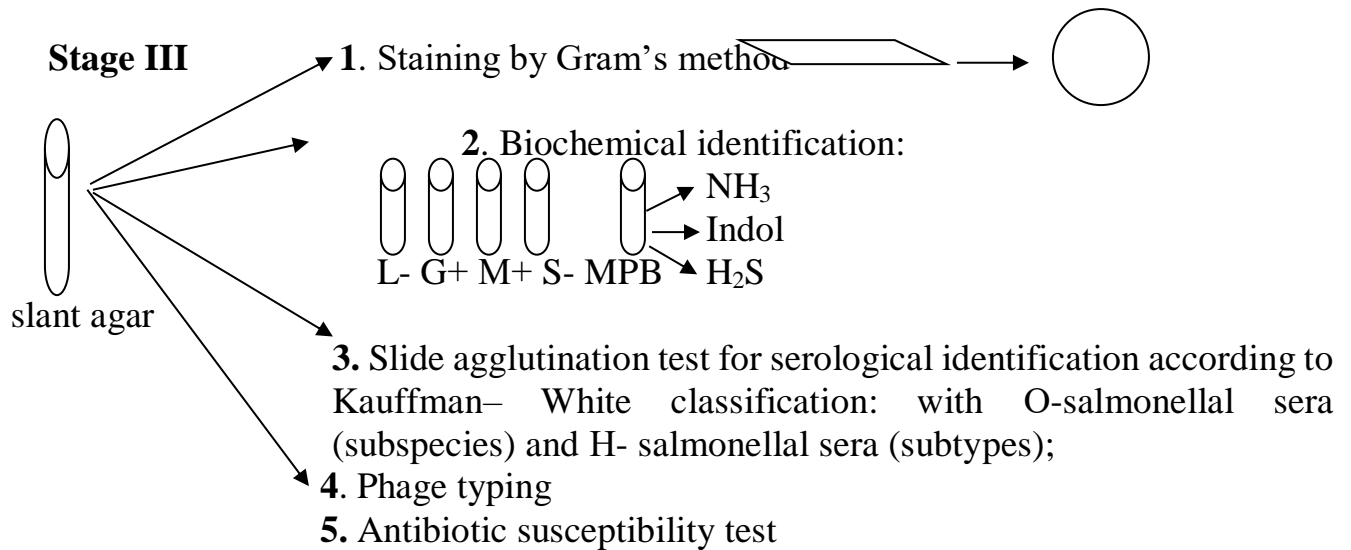 Stage III
1. Staining by Gram's method
2. Biochemical identification:
NH₃
Indol
L- G+ M+ S- MPB H₂S
slant agar
3. Slide agglutination test for serological identification according to
Kauffman– White classification: with O-salmonellal sera
(subspecies) and H- salmonellal sera (subtypes);
4. Phage typing
5. Antibiotic susceptibility test